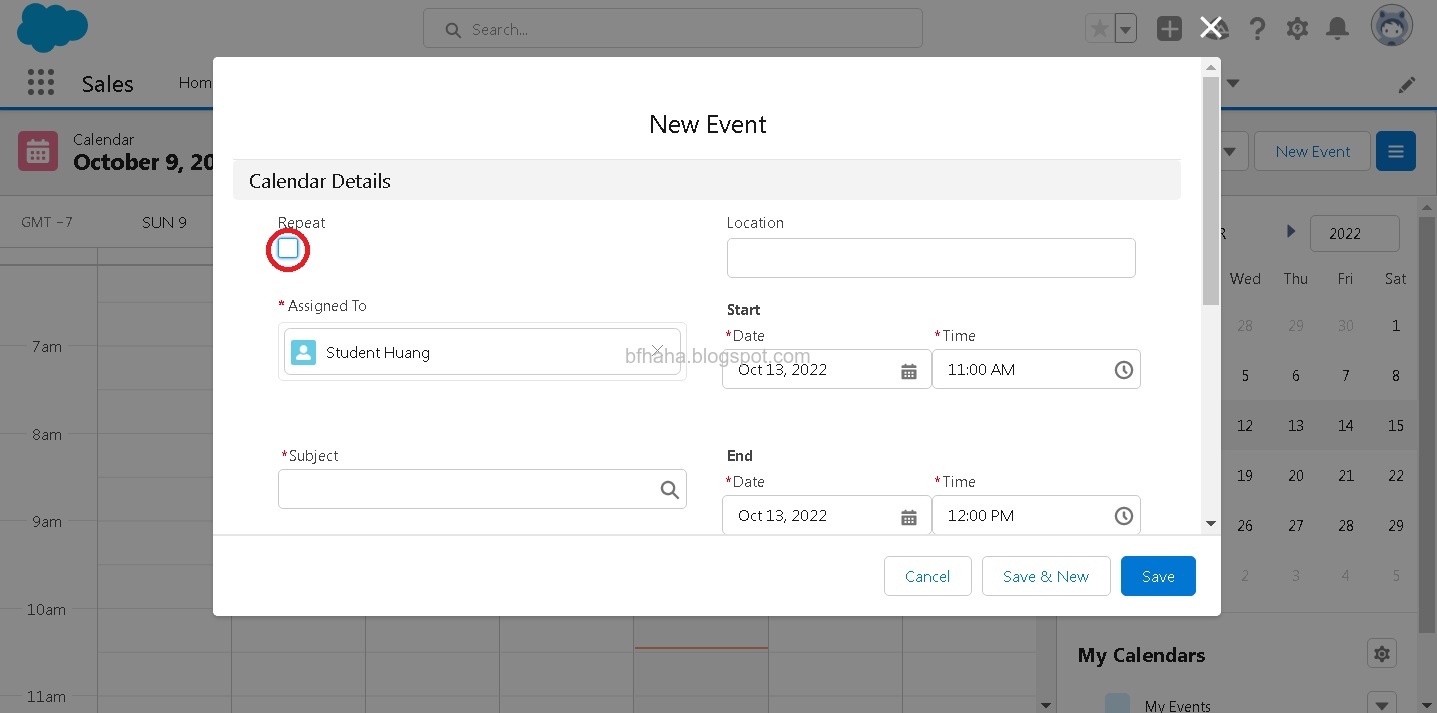 Search...
Sales
Hom
Calendar
October 9, 20
New Event
New Event
Calendar Details
Repeat
Location
* Assigned To
Student Huang
Start
*Date
*Time
Oct 13, 2022
11:00 AM
bfhaha.blogspot.com
*Subject
End
*Date
*Time
Oct 13, 2022
12:00 PM
Cancel
Save & New
Save
GMT -7
SUN 9
7am
8am
9am
10am
11am
R
2022
Wed Thu Fri Sat
28 29 30 1
5 6 7 8
12 13 14 15
19 20 21 22
26 27 28 29
2 3 4 5
My Calendars
My Events